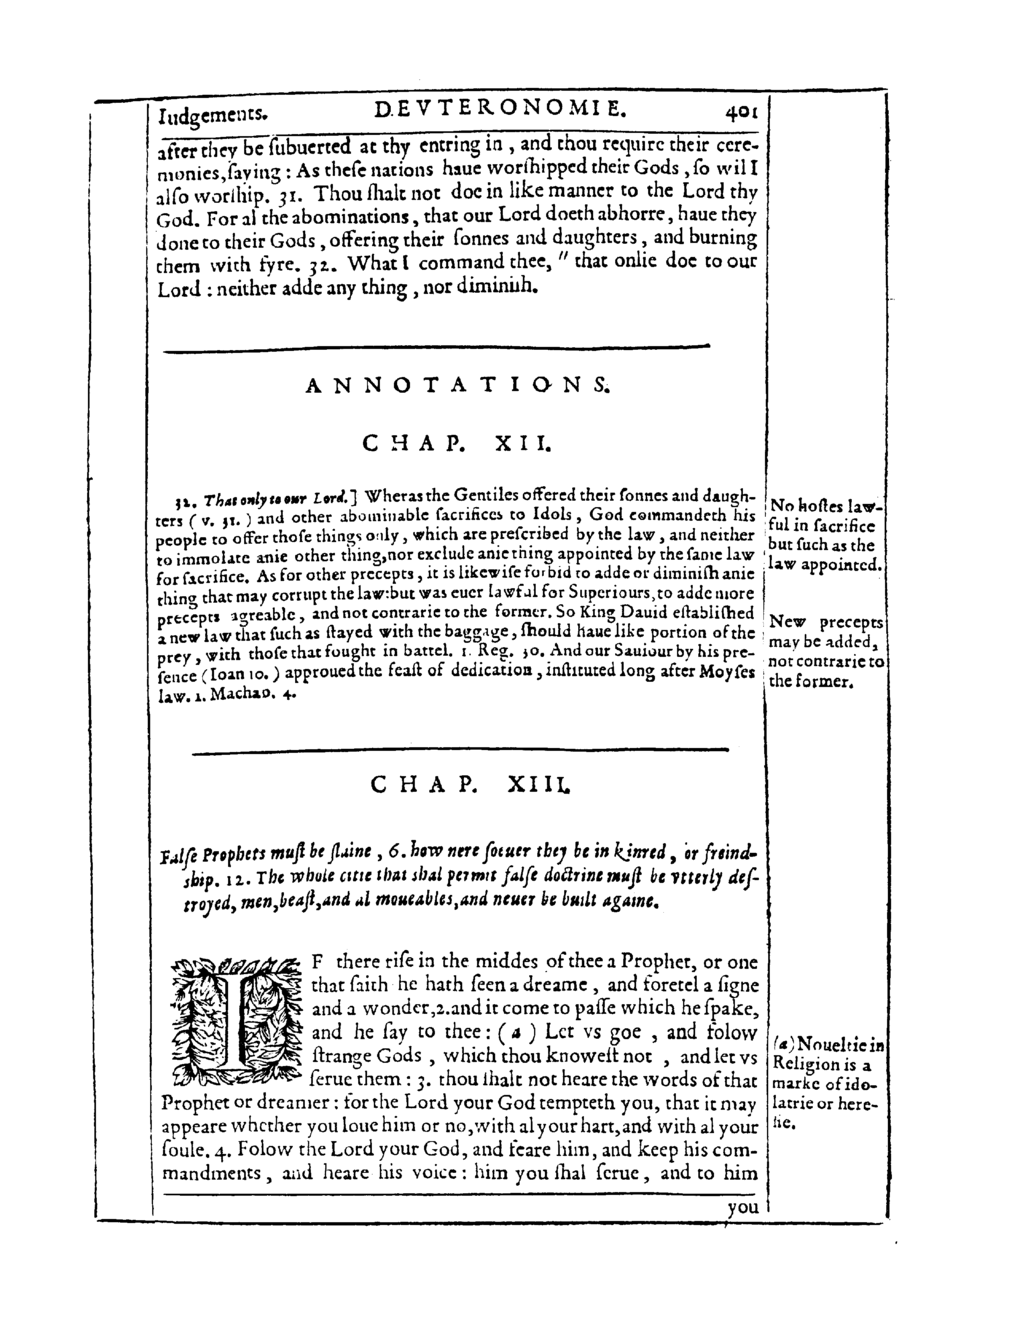 Iudgements. DEVTERONOMIE. 401
after they be ſubuerted at thy entring in , and thou require their cere-
monies,ſaying : As theſe nations haue worſhipped their Gods , ſo wil I
alſo worſhip. 31. Thou ſhalt not doe in like manner to the Lord thy
God. For al the abominations, that our Lord doeth abhorre, haue they
done to their Gods , offering their ſonnes and daughters , and burning
them with fyre. 32. What I command thee, " that onlie doe to our
Lord : neither adde any thing , nor diminiſh.
ANNOTATIONS.
CHAP. XII.
32. That only to our Lord.] Wheras the Gentiles offered their ſonnes and daugh-
ters ( v. 31. ) and other abominable ſacrifices to Idols, God commandeth his
people to offer thoſe things only, which are preſcribed by the law , and neither
to immolate anie other thing,nor exclude anie thing appointed by the ſame law
for ſacrifice. As for other precepts, it is likewiſe forbid to adde or diminiſh anie
thing that may corrupt the law:but was euer lawful for Superiours,to adde more
precepts agreable, and not contrarie to the former. So King Dauid eſtabliſhed
a new law that ſuch as ſtayed with the baggage, ſhould haue like portion of the
prey, with thoſe that fought in battel. 1. Reg. 30. And our Sauiour by his pre-
ſence (Ioan 10. ) approued the feaſt of dedication, inſtituted long after Moyſes
law. 1. Machab. 4.
No hoſtes law-
ful in ſacrifice
but ſuch as the
law appointed.
New precepts
may be added,
not contrarie to
the former.
CHAP. XIII.
Falſe Prophets muſt be ſlaine , 6. how nere ſoeuer they be in kinred , or freind-
ship. 12. The whole citie that shal permit falſe doctrine muſt be vtterly deſ-
troyed, men,beaſt,and al moueables,and neuer be built againe.
IF there riſe in the middes of thee a Prophet, or one
that ſaith he hath ſeen a dreame , and foretel a ſigne
and a wonder,2.and it come to paſſe which he ſpake,
and he ſay to thee: (a ) Let vs goe , and folow
ſtrange Gods , which thou knoweſt not , and let vs
ſerue them : 3. thou ſhalt not heare the words of that
Prophet or dreamer : for the Lord your God tempteth you, that it may
appeare whether you loue him or no,with al your hart,and with al your
ſoule. 4. Folow the Lord your God, and feare him, and keep his com-
mandments , and heare his voice : him you ſhal ſerue , and to him
(a) Noueltie in
Religion is a
marke of ido-
latrie or here-
ſie.
you